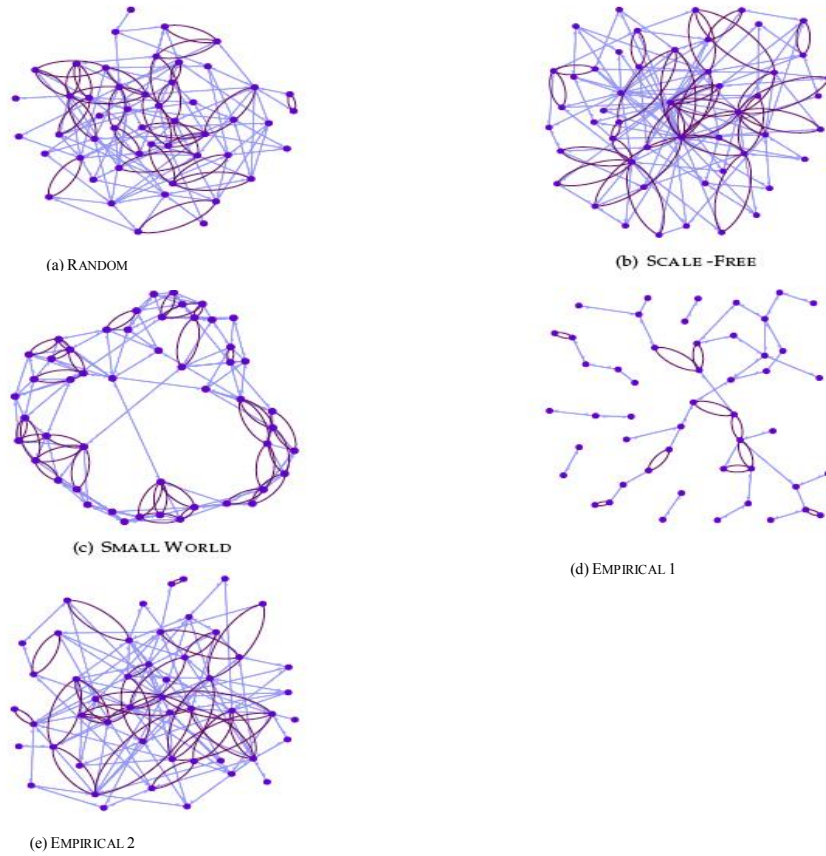 (a) RANDOM
(b) SCALE -FREE
(c) SMALL WORLD
(d) EMPIRICAL 1
(e) EMPIRICAL 2